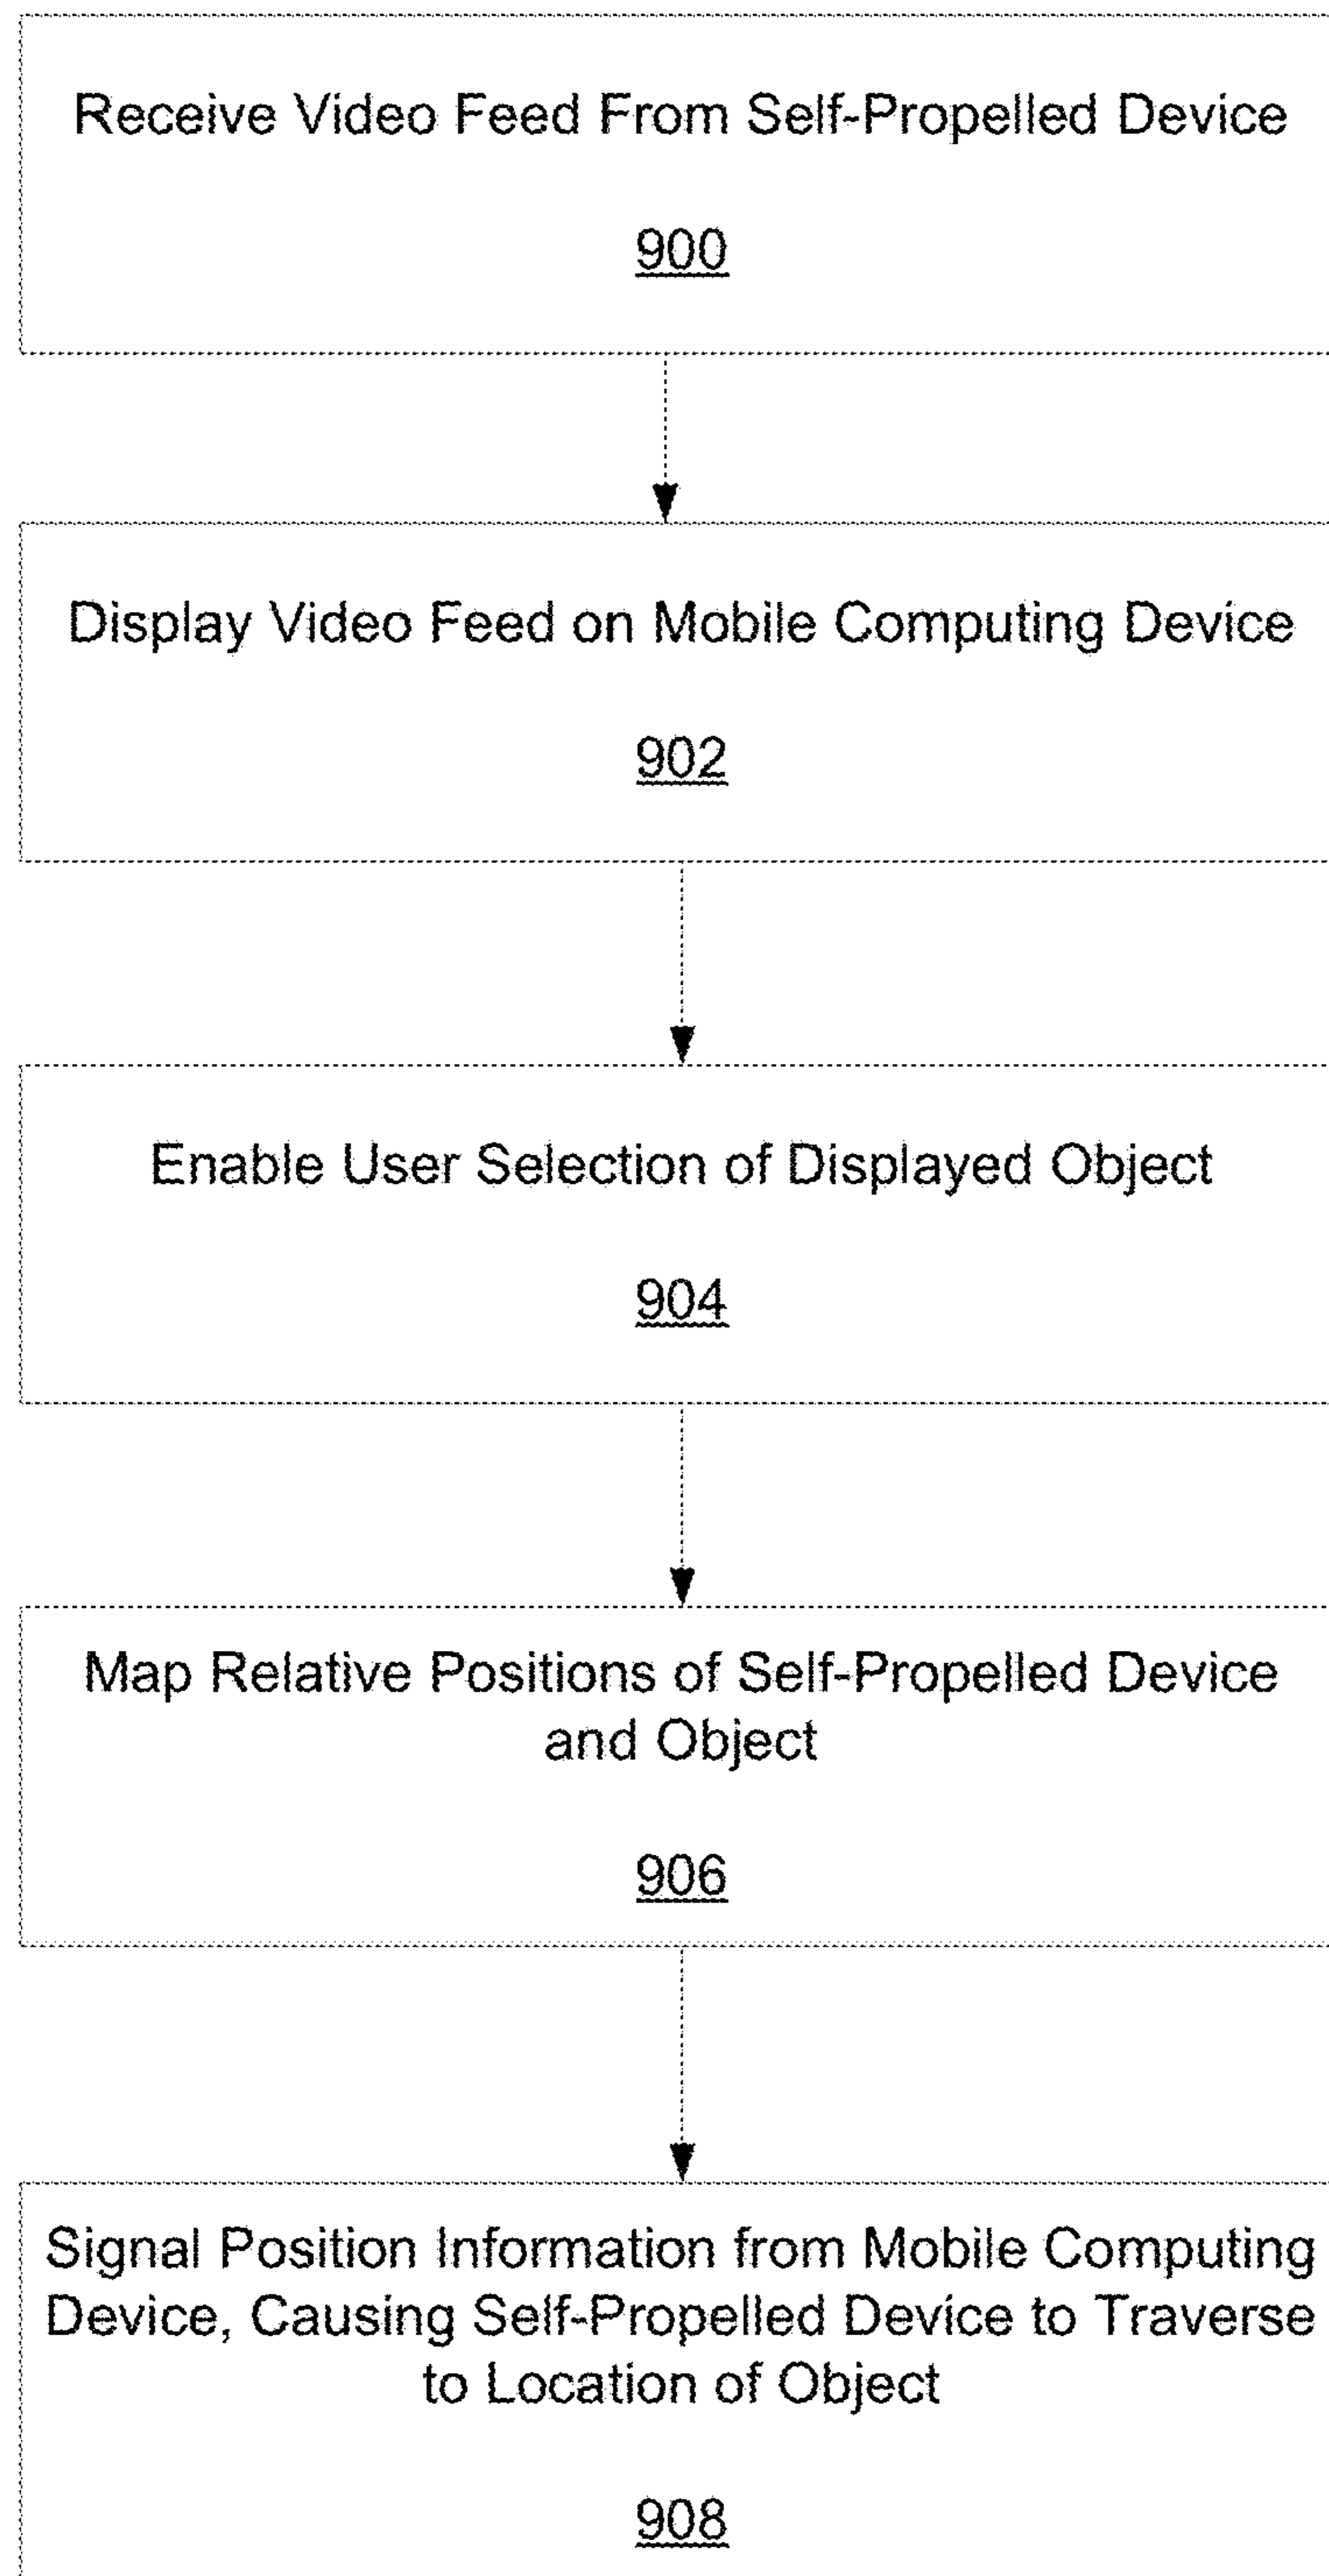 Receive Video Feed From Self-Propelled Device
900
Display Video Feed on Mobile Computing Device
902
Enable User Selection of Displayed Object
904
Map Relative Positions of Self-Propelled Device
and Object
906
Signal Position Information from Mobile Computing
Device, Causing Self-Propelled Device to Traverse
to Location of Object
908